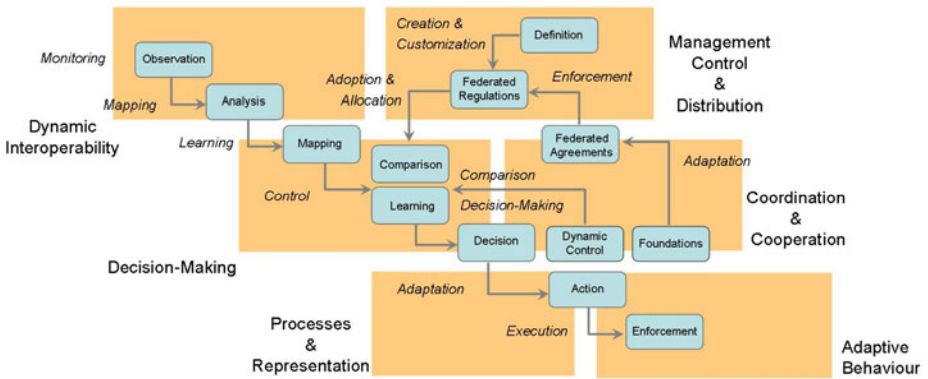 Creation &
Customization
Definition
Management
Control
&
Distribution
Monitoring
Observation
Adoption &
Allocation
Federated
Regulations
Enforcement
Mapping
Analysis
Dynamic
Interoperability
Learning
Mapping
Federated
Agreements
Comparison
Comparison
Adaptation
Control
Learning
Decision-Making
Coordination
&
Cooperation
Decision
Dynamic
Control
Foundations
Decision-Making
Adaptation
Action
Processes
&
Representation
Execution
Enforcement
Adaptive
Behaviour